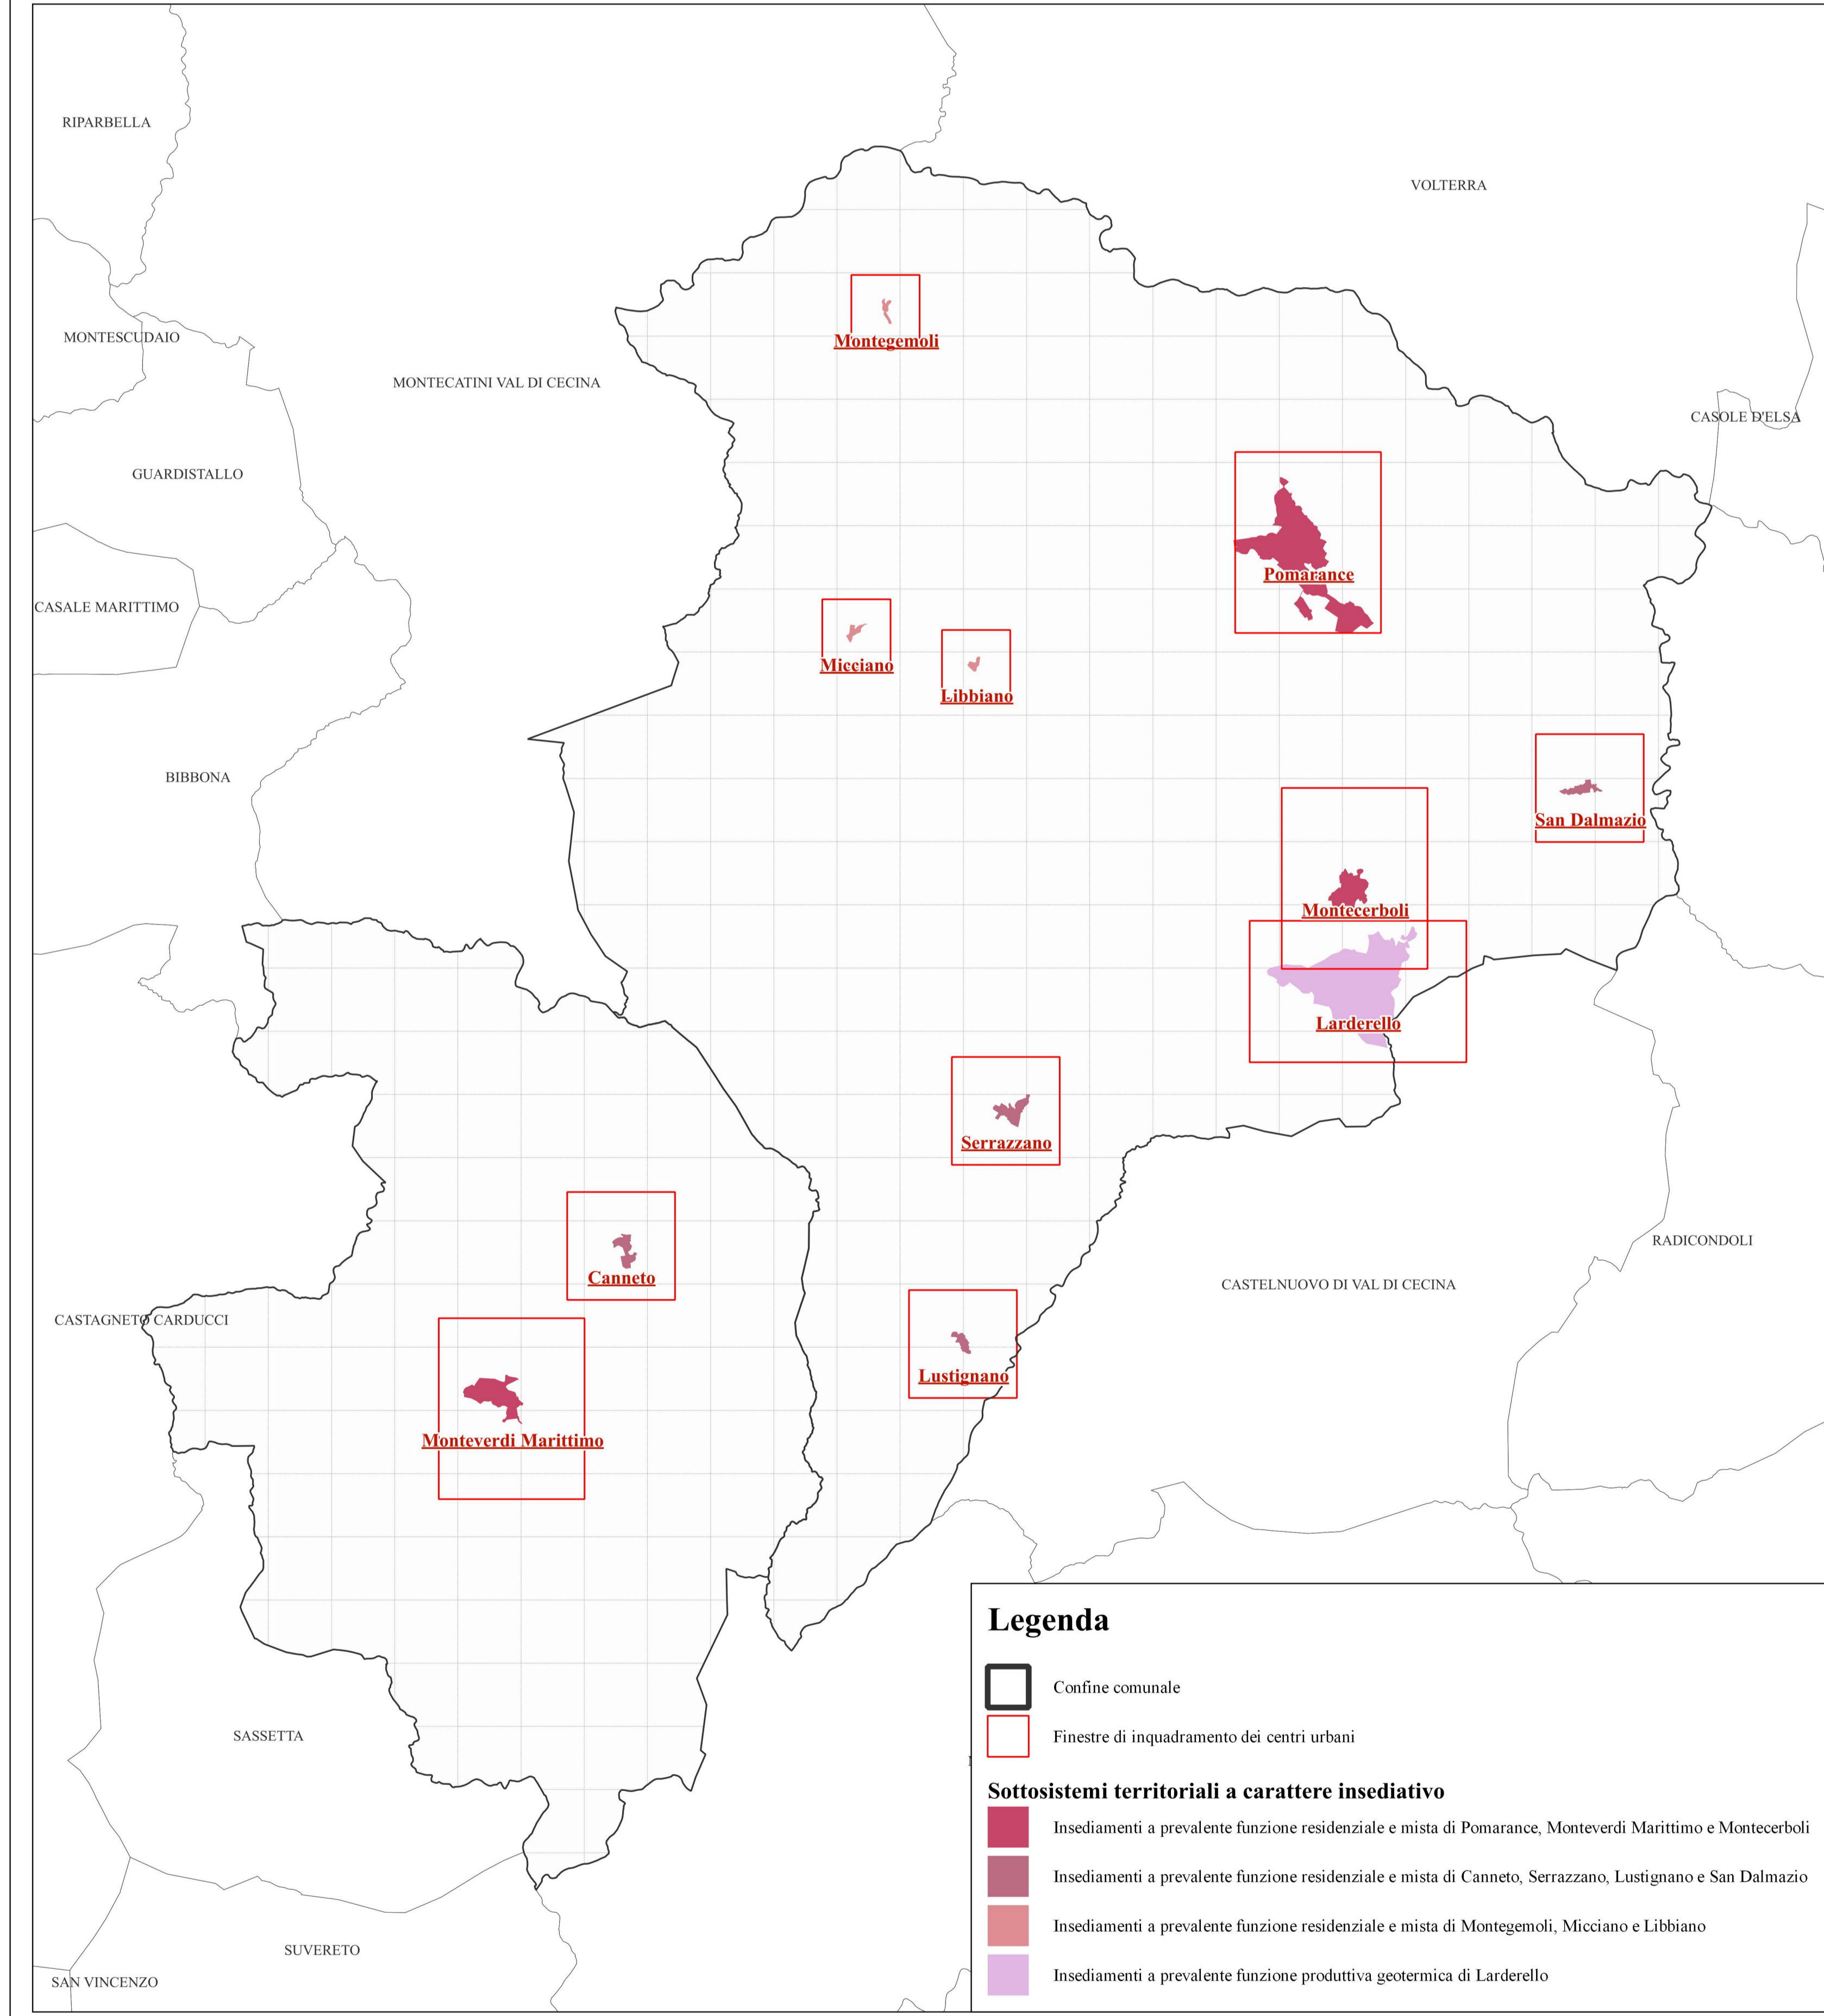 RIPARBELLA
VOLTERRA
MONTESCUDAIO
Montegemoli
MONTECATINI VAL DI CECINA
CASOLE D'ELSA
GUARDISTALLO
Pomarance
CASALE MARITTIMO
Micciano
Libbiano
BIBBONA
San Dalmazio
Montecerboli
Larderello
Serrazzano
RADICONDOLI
Canneto
CASTELNUOVO DI VAL DI CECINA
CASTAGNETO CARDUCCI
Lustignano
Monteverdi Marittimo
SASSETTA
SUVERETO
SAN VINCENZO
Legenda
Confine comunale
Finestre di inquadramento dei centri urbani
Sottosistemi territoriali a carattere insediativo
Insediamenti a prevalente funzione residenziale e mista di Pomarance, Monteverdi Marittimo e Montecerboli
Insediamenti a prevalente funzione residenziale e mista di Canneto, Serrazzano, Lustignano e San Dalmazio
Insediamenti a prevalente funzione residenziale e mista di Montegemoli, Micciano e Libbiano
Insediamenti a prevalente funzione produttiva geotermica di Larderello